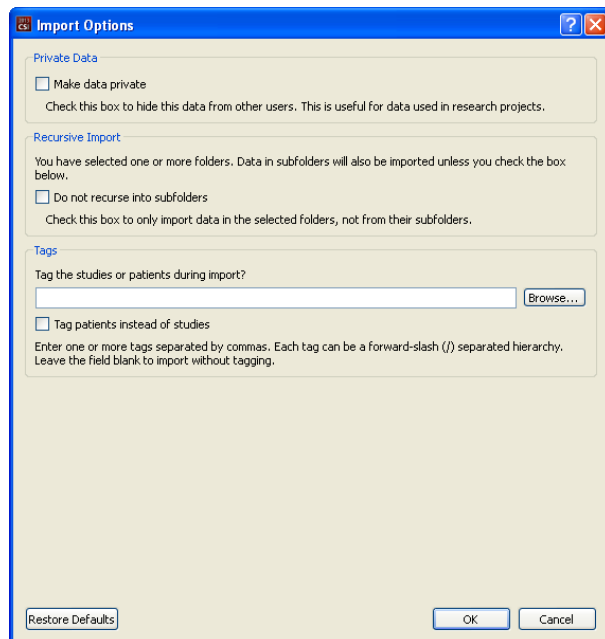 2013
CSI
Import Options
Private Data
Make data private
Check this box to hide this data from other users. This is useful for data used in research projects.
Recursive Import
You have selected one or more folders. Data in subfolders will also be imported unless you check the box
below.
Do not recurse into subfolders
Check this box to only import data in the selected folders, not from their subfolders.
Tags
Tag the studies or patients during import?
Browse...
Tag patients instead of studies
Enter one or more tags separated by commas. Each tag can be a forward-slash (/) separated hierarchy.
Leave the field blank to import without tagging.
Restore Defaults
OK
Cancel